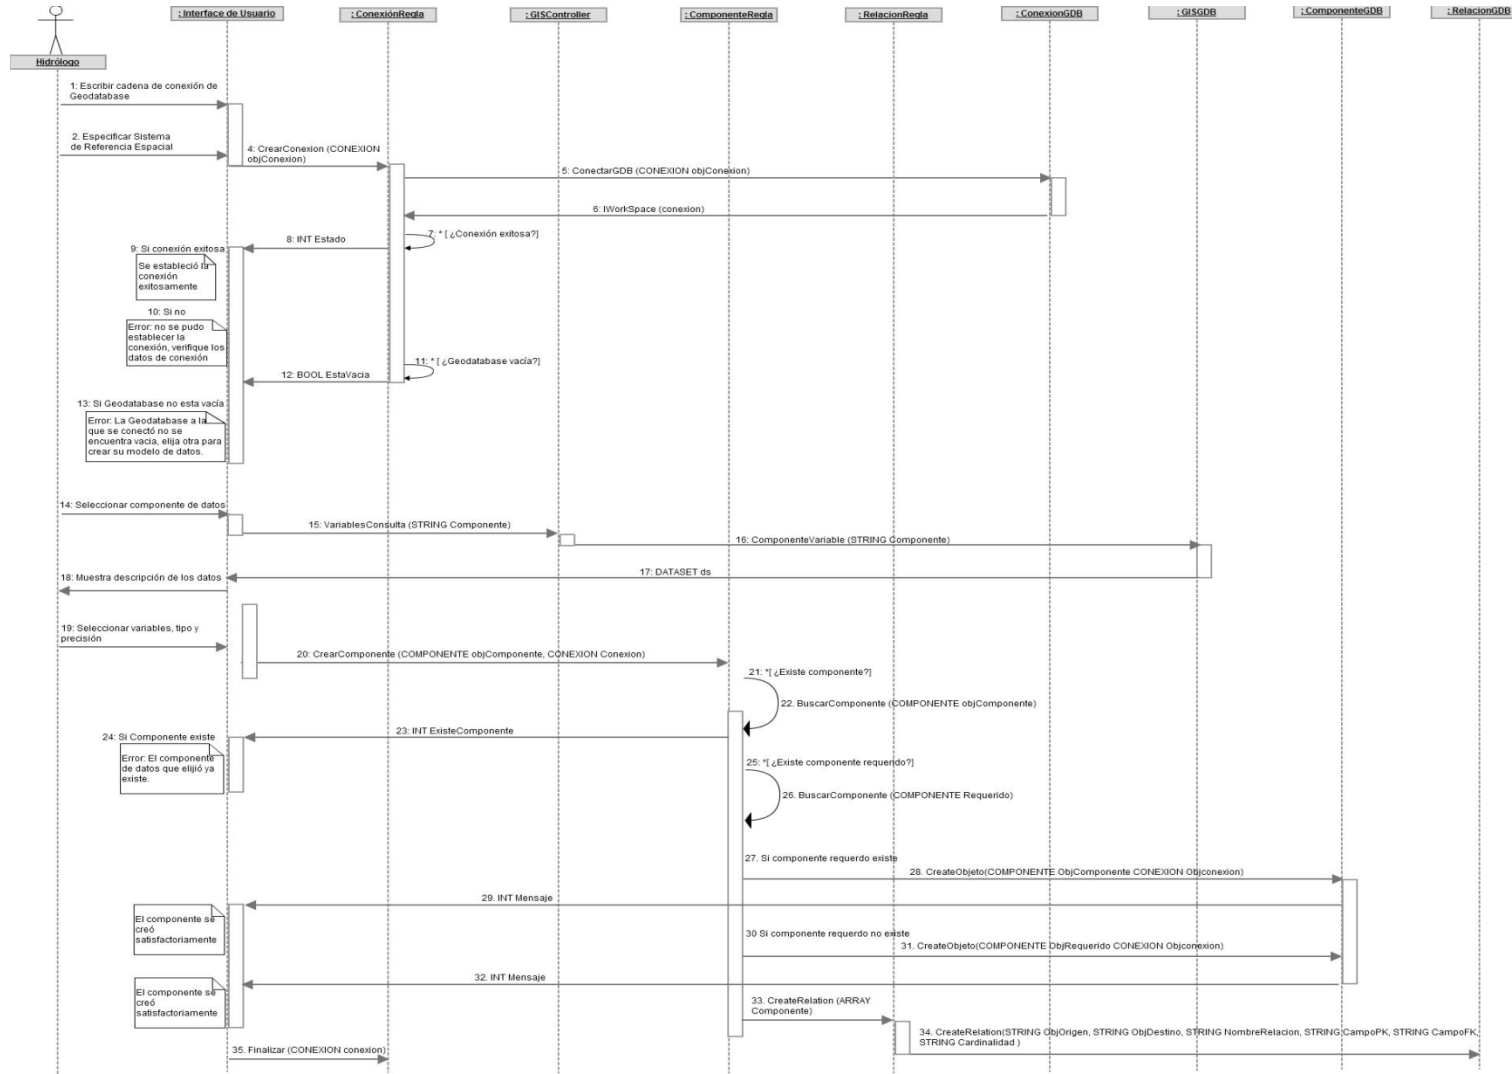 : Interface de Usuario
: ConexiónRegla
: GISController
: ComponenteRegla
: RelacionRegla
: ConexionGDB
: GISGDB
: ComponenteGDB
: RelacionGDB
Hidrólogo
1: Escribir cadena de conexión de
Geodatabase
2. Especificar Sistema
de Referencia Espacial
4: CrearConexion (CONEXION
objConexion)
5: ConectarGDB (CONEXION objConexion)
6: IWorkSpace (conexion)
7: * [ ¿Conexión exitosa?]
8: INT Estado
9: Si conexión exitosa
Se estableció la
conexión
exitosamente
10: Si no
Error: no se pudo
establecer la
conexión, verifique los
datos de conexión
11: * [ ¿Geodatabase vacía?]
12: BOOL EstaVacia
13: Si Geodatabase no esta vacía
Error: La Geodatabase a la
que se conectó no se
encuentra vacia, elija otra para
crear su modelo de datos.
14: Seleccionar componente de datos
15: VariablesConsulta (STRING Componente)
16: ComponenteVariable (STRING Componente)
17: DATASET ds
18: Muestra descripción de los datos
19: Seleccionar variables, tipo y
precisión
20: CrearComponente (COMPONENTE objComponente, CONEXION Conexion)
21: *[ ¿Existe componente?]
22. BuscarComponente (COMPONENTE objComponente)
23: INT ExisteComponente
24: Si Componente existe
Error: El componente
de datos que elijió ya
existe.
25: *[ ¿Existe componente requerido?]
26. BuscarComponente (COMPONENTE Requerido)
27. Si componente requerdo existe
28. CreateObjeto(COMPONENTE ObjComponente CONEXION Objconexion)
29. INT Mensaje
El componente se
creó
satisfactoriamente
30 Si componente requerdo no existe
31. CreateObjeto(COMPONENTE ObjRequerido CONEXION Objconexion)
32. INT Mensaje
El componente se
creó
satisfactoriamente
33. CreateRelation (ARRAY
Componente)
34. CreateRelation(STRING ObjOrigen, STRING ObjDestino, STRING NombreRelacion, STRING CampoPK, STRING CampoFK,
STRING Cardinalidad )
35. Finalizar (CONEXION conexion)